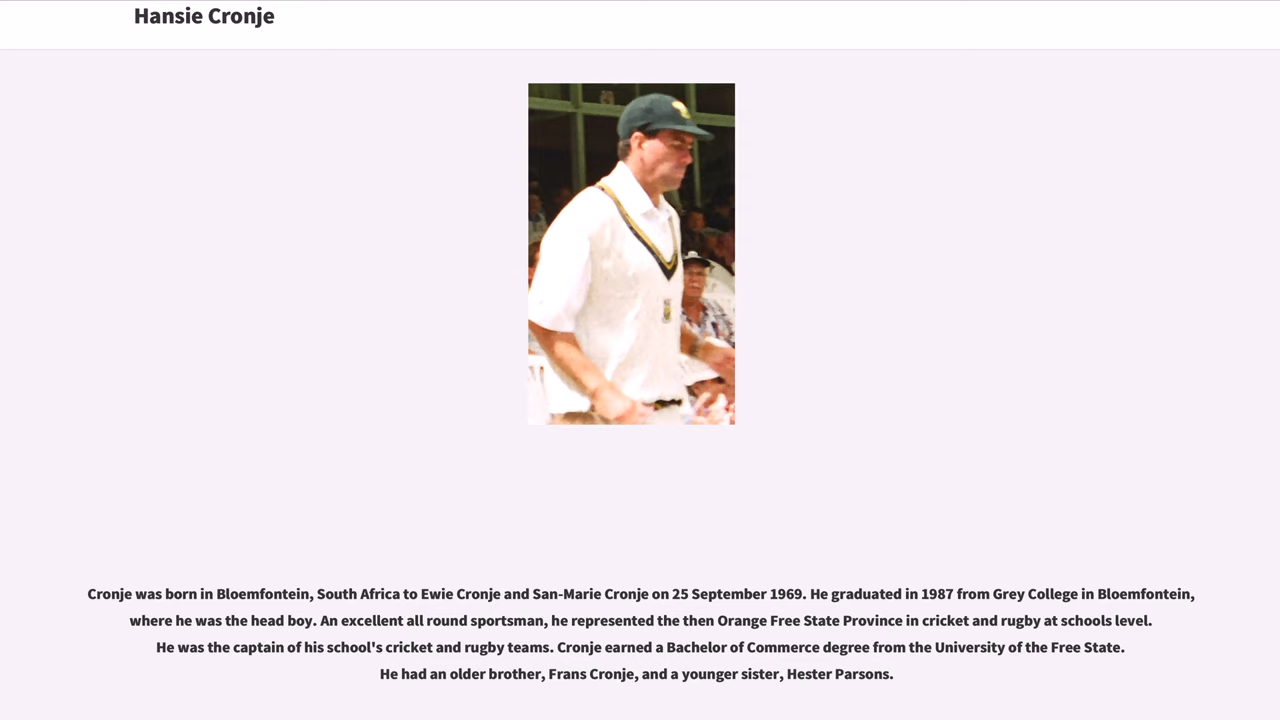 Hansie Cronje
Cronje was born in Bloemfontein, South Africa to Ewie Cronje and San-Marie Cronje on 25 September 1969. He graduated in 1987 from Grey College in Bloemfontein,
where he was the head boy. An excellent all round sportsman, he represented the then Orange Free State Province in cricket and rugby at schools level.
He was the captain of his school's cricket and rugby teams. Cronje earned a Bachelor of Commerce degree from the University of the Free State.
He had an older brother, Frans Cronje, and a younger sister, Hester Parsons.